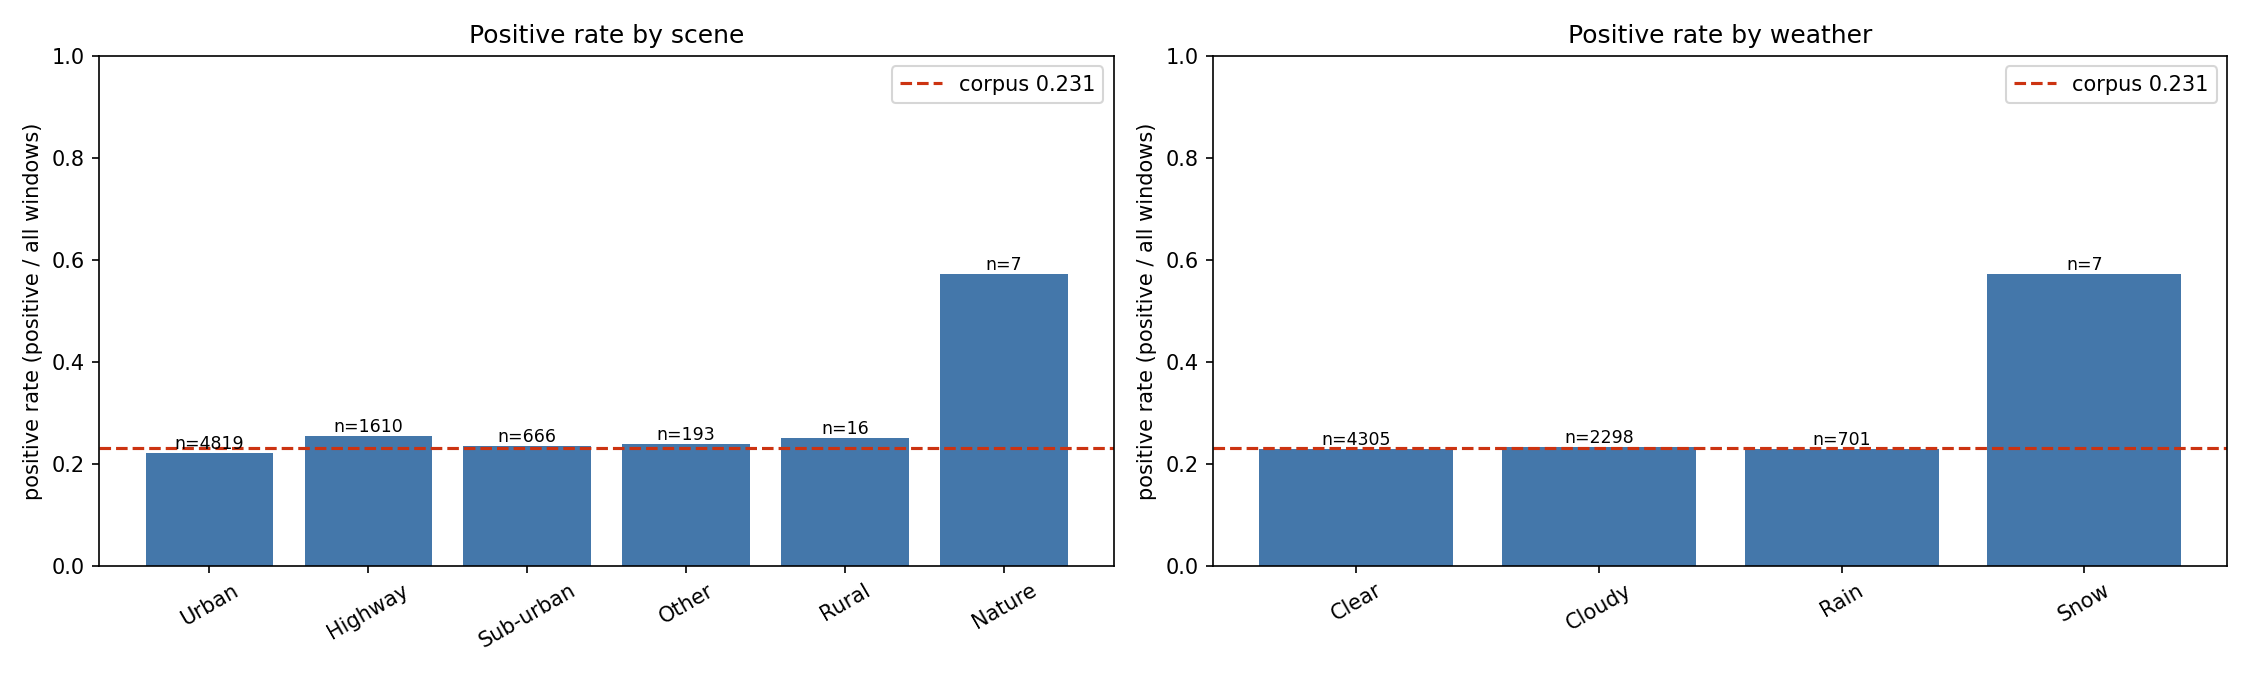 Positive rate by scene
positive rate (positive / all windows)
1.0
0.8
0.6
0.4
0.2
0.0
corpus 0.231
n=4819
n=1610
n=666
n=193
n=16
n=7
Urban
Highway
Sub-urban
Other
Rural
Nature
Positive rate by weather
positive rate (positive / all windows)
1.0
0.8
0.6
0.4
0.2
0.0
corpus 0.231
n=4305
n=2298
n=701
n=7
Clear
Cloudy
Rain
Snow